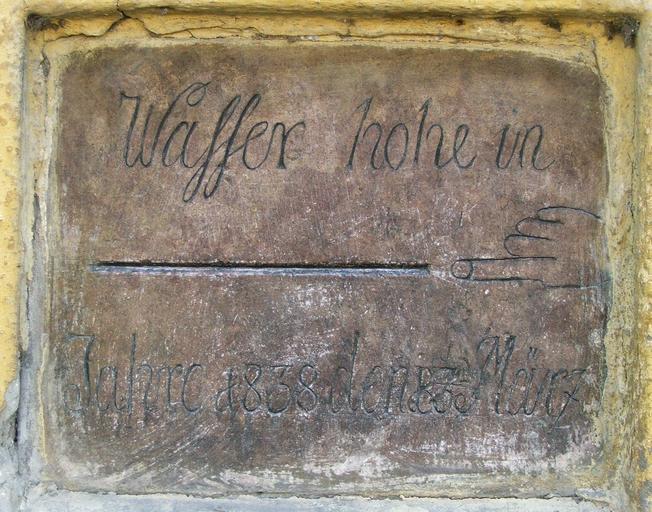 Wasser hohe in
Jahre 1838 den März